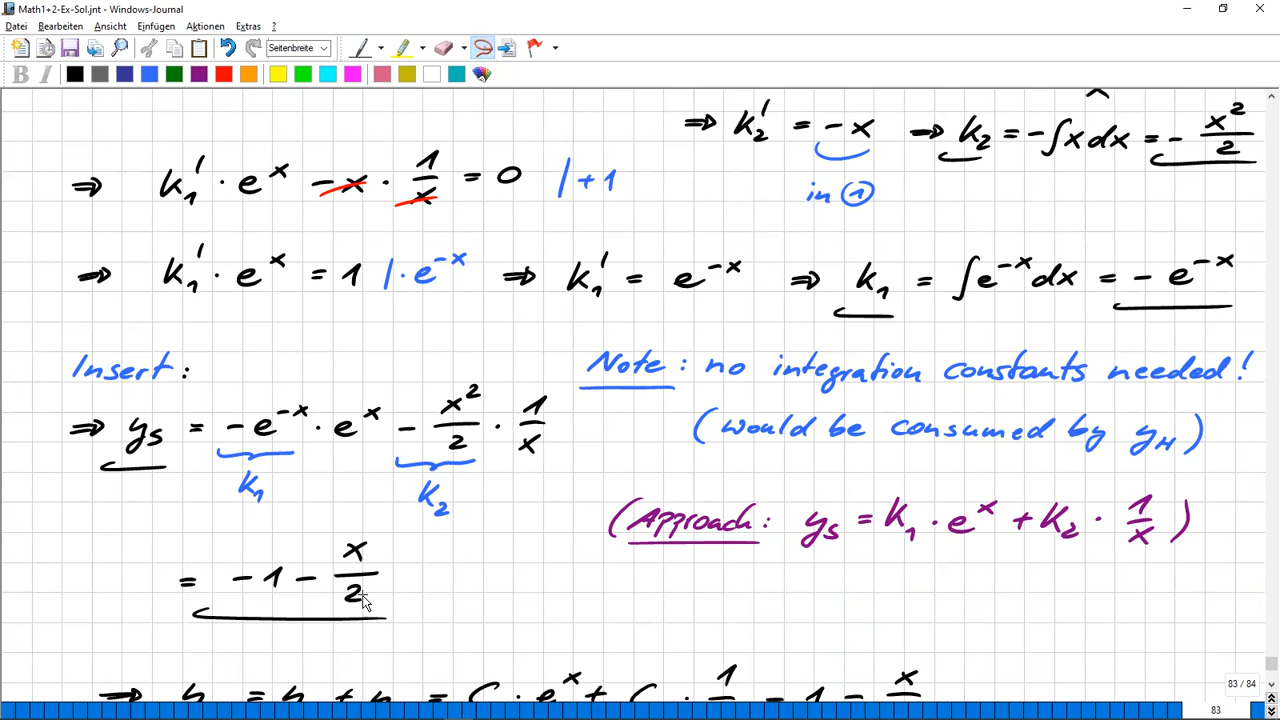 Math1+2-Ex-Sol.jnt - Windows-Journal
Datei Bearbeiten Ansicht Einfügen Aktionen Extras ?
Seitenbreite
B I
⇒ k₂' = -x ⇒ k₂ = -∫x dx = - x²/2
⇒ k₁' · eˣ - x · 1/x = 0 | +1
in ①
⇒ k₁' · eˣ = 1 | · e⁻ˣ ⇒ k₁' = e⁻ˣ ⇒ k₁ = ∫e⁻ˣ dx = - e⁻ˣ
Insert:
Note: no integration constants needed!
⇒ yₛ = - e⁻ˣ · eˣ - x²/2 · 1/x
(would be consumed by y_H)
k₁ k₂
(Approach: yₛ = k₁ · eˣ + k₂ · 1/x)
= - 1 - x/2
83 / 84
83